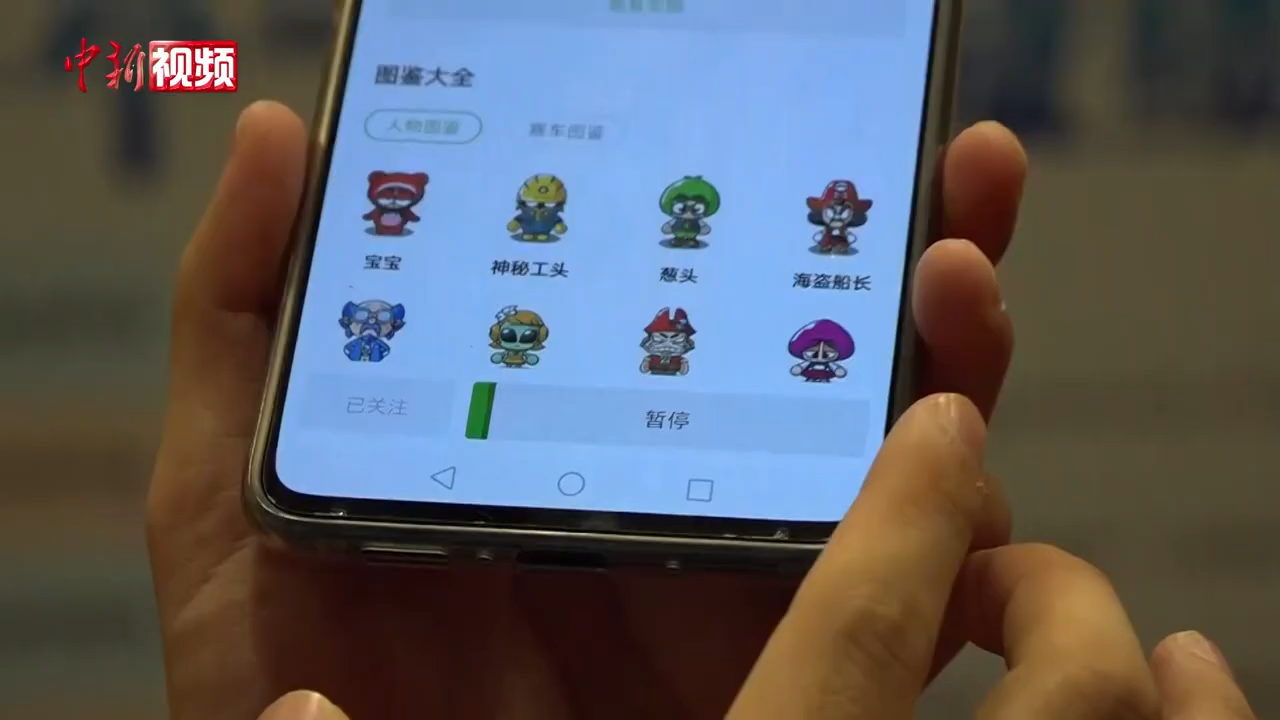 中新视频
图鉴大全
人物图鉴
赛车图鉴
宝宝
神秘工头
葱头
海盗船长
已关注
暂停